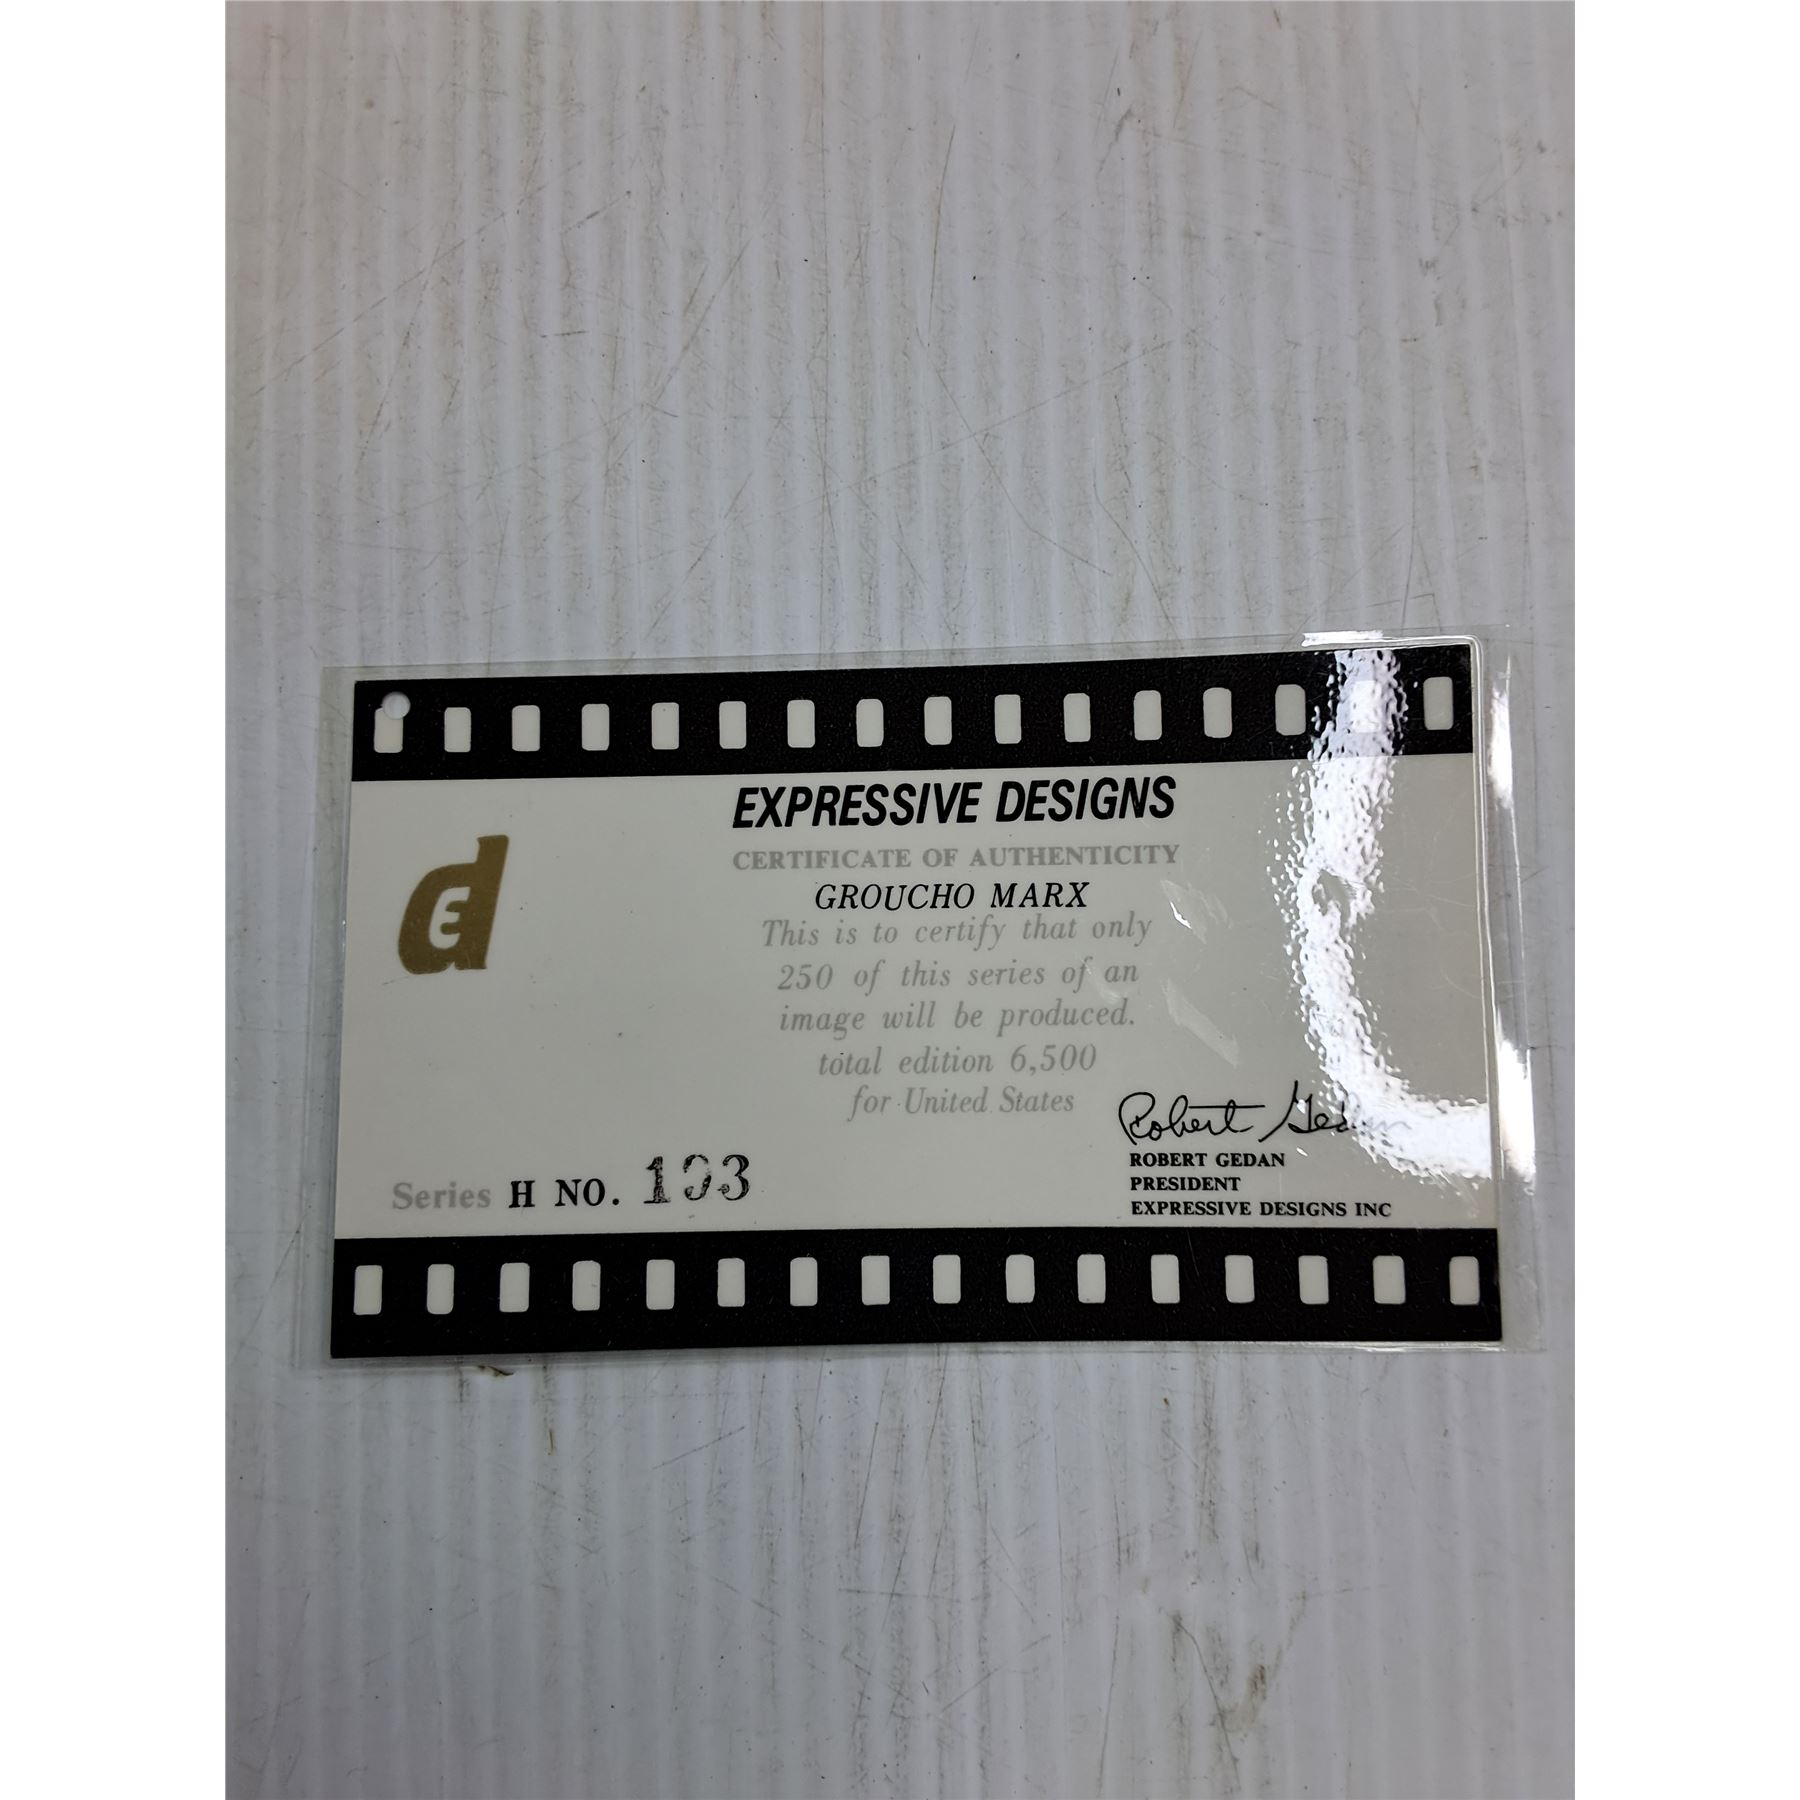 EXPRESSIVE DESIGNS
CERTIFICATE OF AUTHENTICITY
GROUCHO MARX
This is to certify that only
250 of this series of an
image will be produced.
total edition 6,500
for United States
Robert Gedan
ROBERT GEDAN
PRESIDENT
EXPRESSIVE DESIGNS INC
Series H NO.
dE